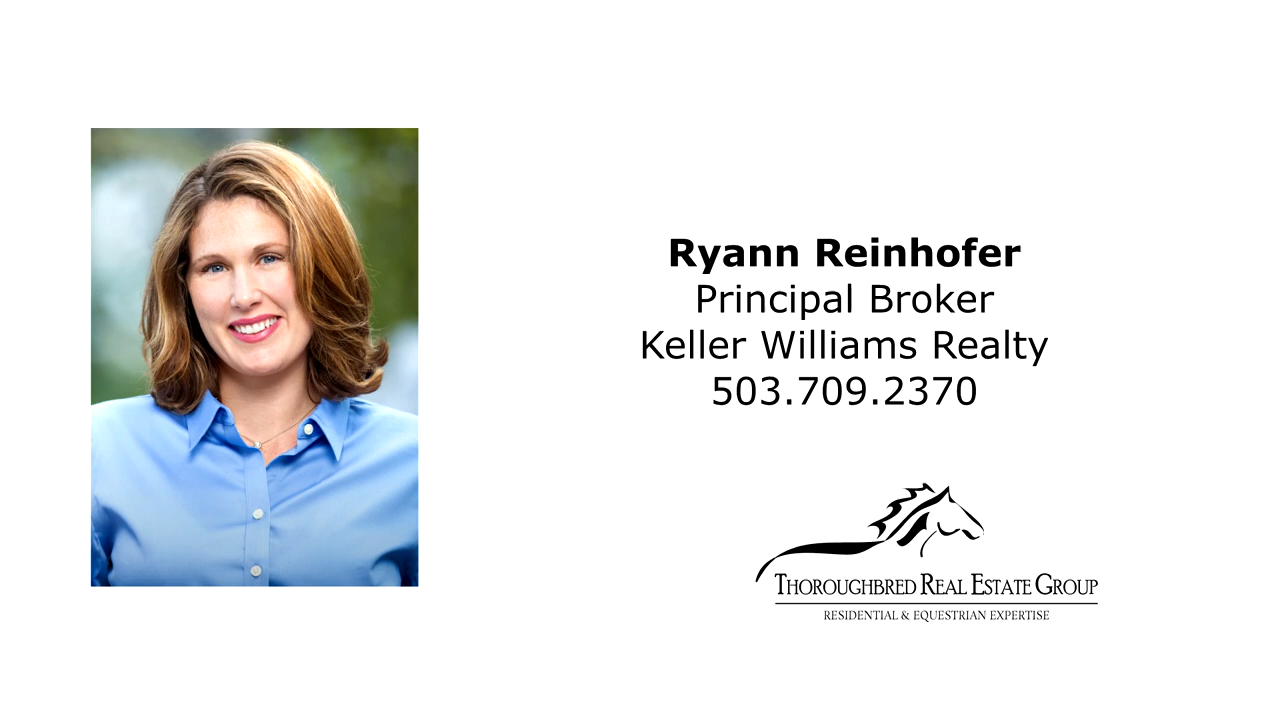 Ryann Reinhofer
Principal Broker
Keller Williams Realty
503.709.2370
THOROUGHBRED REAL ESTATE GROUP
RESIDENTIAL & EQUESTRIAN EXPERTISE